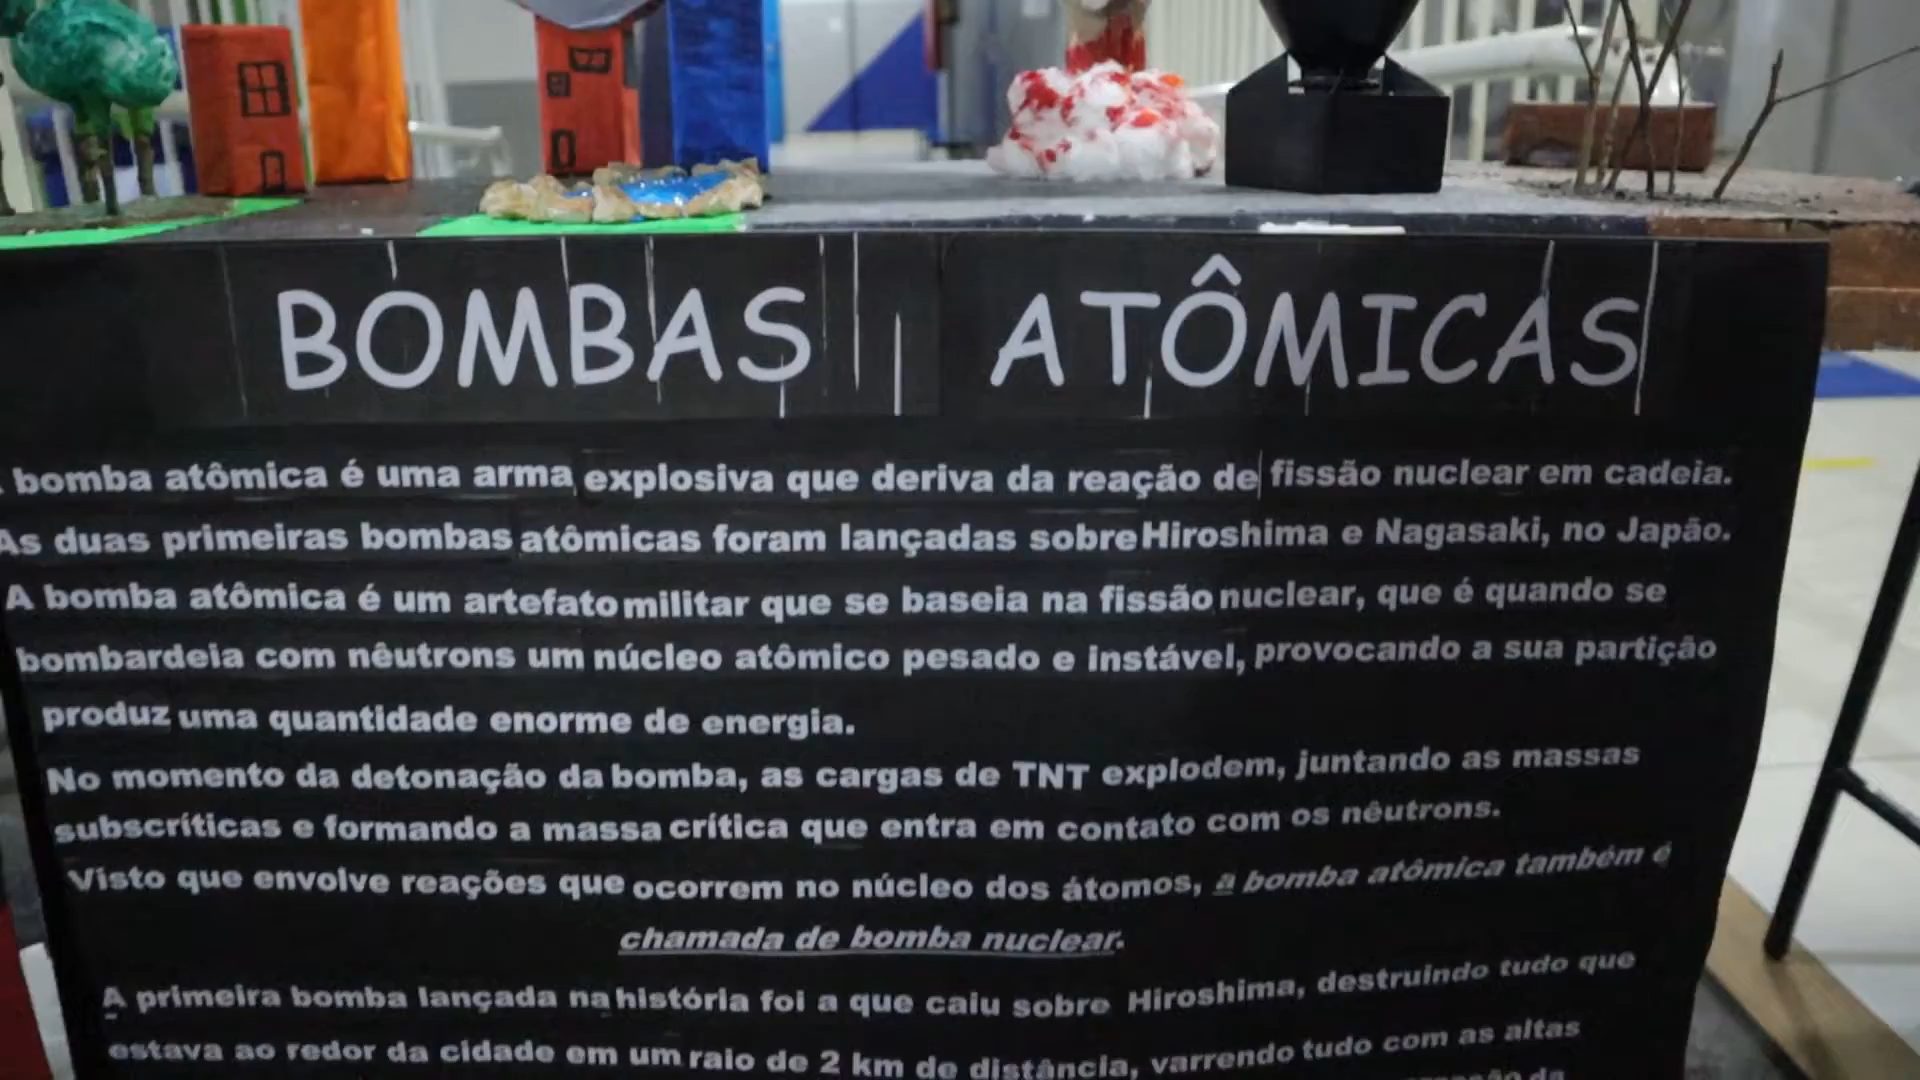 BOMBAS ATÔMICAS
bomba atômica é uma arma explosiva que deriva da reação de fissão nuclear em cadeia.
As duas primeiras bombas atômicas foram lançadas sobre Hiroshima e Nagasaki, no Japão.
A bomba atômica é um artefato militar que se baseia na fissão nuclear, que é quando se
bombardeia com nêutrons um núcleo atômico pesado e instável, provocando a sua partição
produz uma quantidade enorme de energia.
No momento da detonação da bomba, as cargas de TNT explodem, juntando as massas
subscríticas e formando a massa crítica que entra em contato com os nêutrons.
Visto que envolve reações que ocorrem no núcleo dos átomos, a bomba atômica também é
chamada de bomba nuclear.
A primeira bomba lançada na história foi a que caiu sobre Hiroshima, destruindo tudo que
estava ao redor da cidade em um raio de 2 km de distância, varrendo tudo com as altas